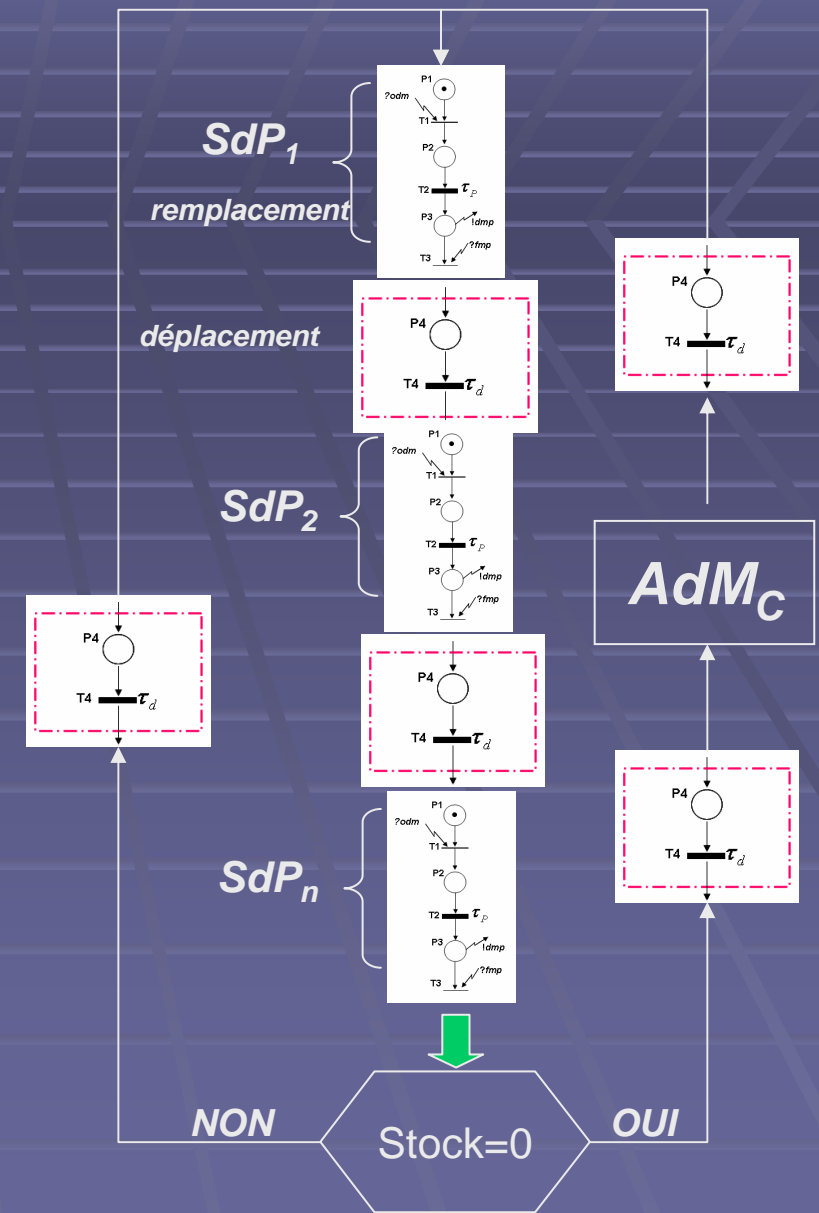 P1
?odm
T1
SdP1
P2
T2 τP
remplacement
P3
!dmp
?fmp
T3
déplacement
P4
T4 τd
P4
T4 τd
P1
?odm
T1
SdP2
P2
T2 τP
P3
!dmp
?fmp
T3
AdMC
P4
T4 τd
P4
T4 τd
P4
T4 τd
P1
?odm
T1
SdPn
P2
T2 τP
P3
!dmp
?fmp
T3
NON
Stock=0
OUI